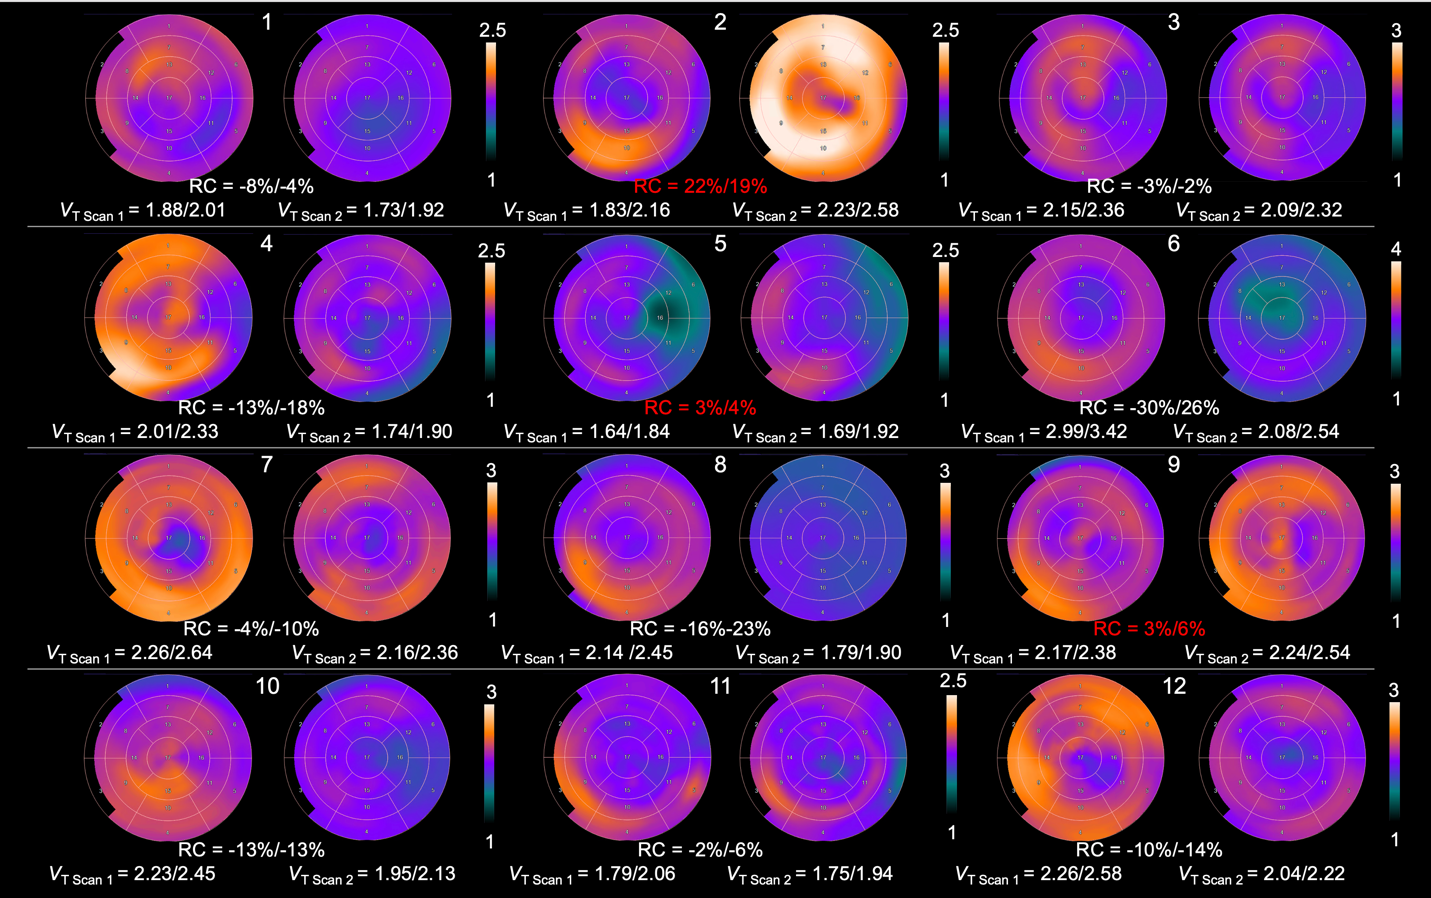 1 2 3
2.5 2.5 3
1 1 1
RC = -8%/-4% RC = 22%/19% RC = -3%/-2%
VT Scan 1 = 1.88/2.01 VT Scan 2 = 1.73/1.92 VT Scan 1 = 1.83/2.16 VT Scan 2 = 2.23/2.58 VT Scan 1 = 2.15/2.36 VT Scan 2 = 2.09/2.32
4 5 6
2.5 2.5 4
1 1 1
RC = -13%/-18% RC = 3%/4% RC = -30%/26%
VT Scan 1 = 2.01/2.33 VT Scan 2 = 1.74/1.90 VT Scan 1 = 1.64/1.84 VT Scan 2 = 1.69/1.92 VT Scan 1 = 2.99/3.42 VT Scan 2 = 2.08/2.54
7 8 9
3 3 3
1 1 1
RC = -4%/-10% RC = -16%-23% RC = 3%/6%
VT Scan 1 = 2.26/2.64 VT Scan 2 = 2.16/2.36 VT Scan 1 = 2.14 /2.45 VT Scan 2 = 1.79/1.90 VT Scan 1 = 2.17/2.38 VT Scan 2 = 2.24/2.54
10 11 12
3 2.5 3
1 1 1
RC = -13%/-13% RC = -2%/-6% RC = -10%/-14%
VT Scan 1 = 2.23/2.45 VT Scan 2 = 1.95/2.13 VT Scan 1 = 1.79/2.06 VT Scan 2 = 1.75/1.94 VT Scan 1 = 2.26/2.58 VT Scan 2 = 2.04/2.22